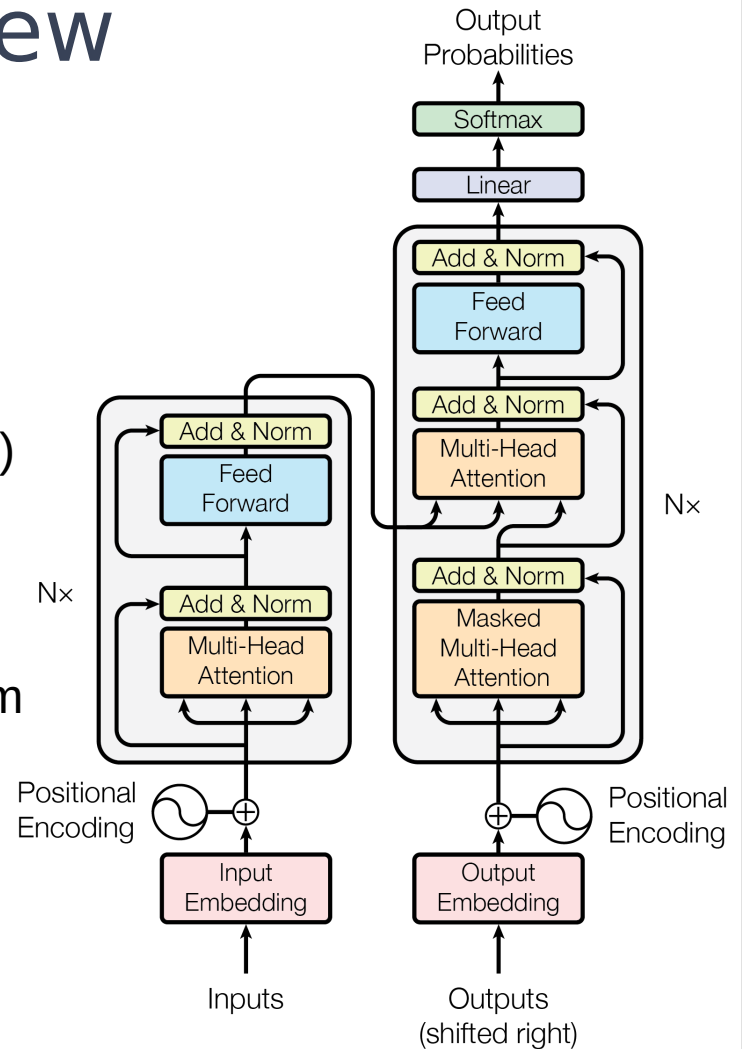 ew
)
m
Output
Probabilities
Softmax
Linear
Add & Norm
Feed
Forward
Add & Norm
Multi-Head
Attention
Nx
Add & Norm
Masked
Multi-Head
Attention
Add & Norm
Feed
Forward
Nx
Add & Norm
Multi-Head
Attention
Positional
Encoding
Positional
Encoding
Input
Embedding
Output
Embedding
Inputs
Outputs
(shifted right)